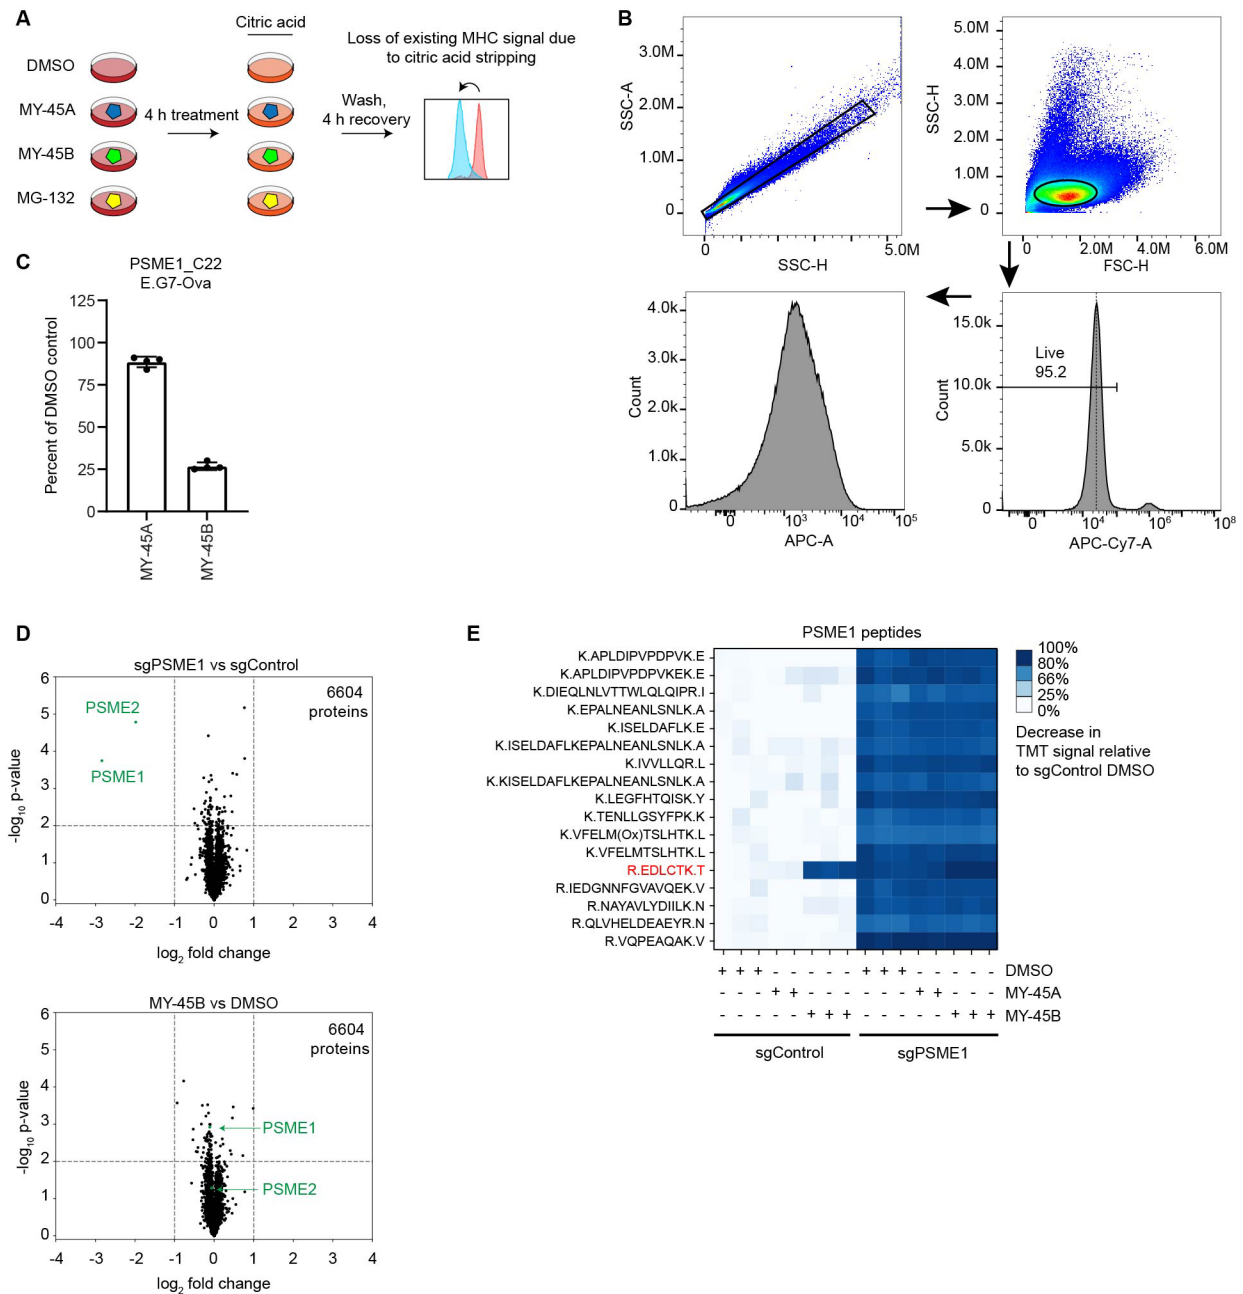 A
Citric acid
DMSO
MY-45A
MY-45B
MG-132
4 h treatment
Wash,
4 h recovery
Loss of existing MHC signal due
to citric acid stripping
B
SSC-A
3.0M
2.0M
1.0M
0
0
5.0M
SSC-H
SSC-H
5.0M
4.0M
3.0M
2.0M
1.0M
0
0
2.0M
4.0M
6.0M
FSC-H
Count
4.0k
3.0k
2.0k
1.0k
0
0
10³
10⁴
10⁵
APC-A
Count
15.0k
10.0k
5.0k
0
Live
95.2
0
10⁴
10⁶
10⁸
APC-Cy7-A
C
PSME1_C22
E.G7-Ova
Percent of DMSO control
125
100
75
50
25
0
MY-45A
MY-45B
D
sgPSME1 vs sgControl
6604
proteins
PSME2
PSME1
-log₁₀ p-value
6
5
4
3
2
1
0
-4 -3 -2 -1 0 1 2 3 4
log₂ fold change
MY-45B vs DMSO
6604
proteins
PSME1
PSME2
-log₁₀ p-value
6
5
4
3
2
1
0
-4 -3 -2 -1 0 1 2 3 4
log₂ fold change
E
PSME1 peptides
K.APLDIPVPDPVK.E
K.APLDIPVPDPVKEK.E
K.DIEQLNLVTTWLQLQIPR.I
K.EPALNEANLSNLK.A
K.ISELDAFLK.E
K.ISELDAFLKEPALNEANLSNLK.A
K.IVVLLQR.L
K.KISELDAFLKEPALNEANLSNLK.A
K.LEGFHTQISK.Y
K.TENLLGSYFPK.K
K.VFELM(Ox)TSLHTK.L
K.VFELMTSLHTK.L
R.EDLCTK.T
R.IEDGNNFGVAVQEK.V
R.NAYAVLYDIILK.N
R.QLVHELDEAEYR.N
R.VQPEAQAK.V
100%
80%
66%
25%
0%
Decrease in
TMT signal relative
to sgControl DMSO
+ + + - - - - - + + + - - - - - DMSO
- - - + + - - - - - - + + - - - MY-45A
- - - - - + + + - - - - - + + + MY-45B
sgControl
sgPSME1